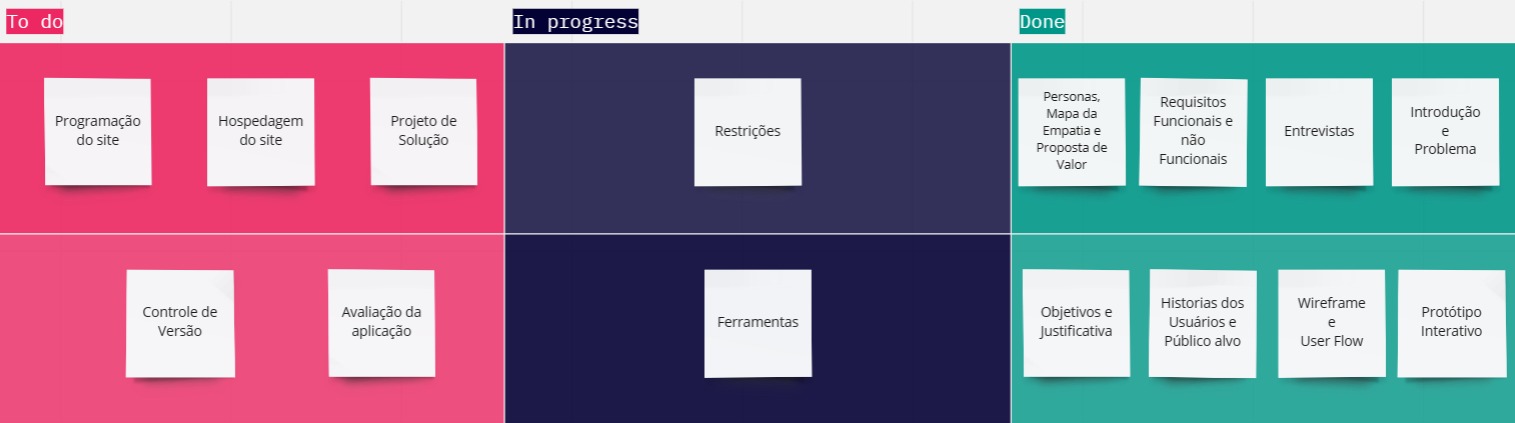 To do
In progress
Done
Programação
do site
Hospedagem
do site
Projeto de
Solução
Restrições
Personas,
Mapa da
Empatia e
Proposta de
Valor
Requisitos
Funcionais e
não
Funcionais
Entrevistas
Introdução
e
Problema
Controle de
Versão
Avaliação da
aplicação
Ferramentas
Objetivos e
Justificativa
Historias dos
Usuários e
Público alvo
Wireframe
e
User Flow
Protótipo
Interativo